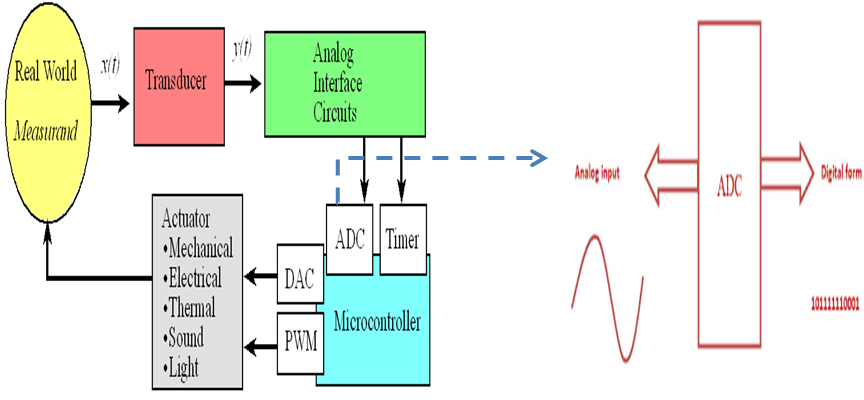 Real World
Measurand
x(t)
Transducer
y(t)
Analog
Interface
Circuits
ADC
Timer
Microcontroller
DAC
PWM
Actuator
•Mechanical
•Electrical
•Thermal
•Sound
•Light
Analog input
ADC
Digital form
101111110001